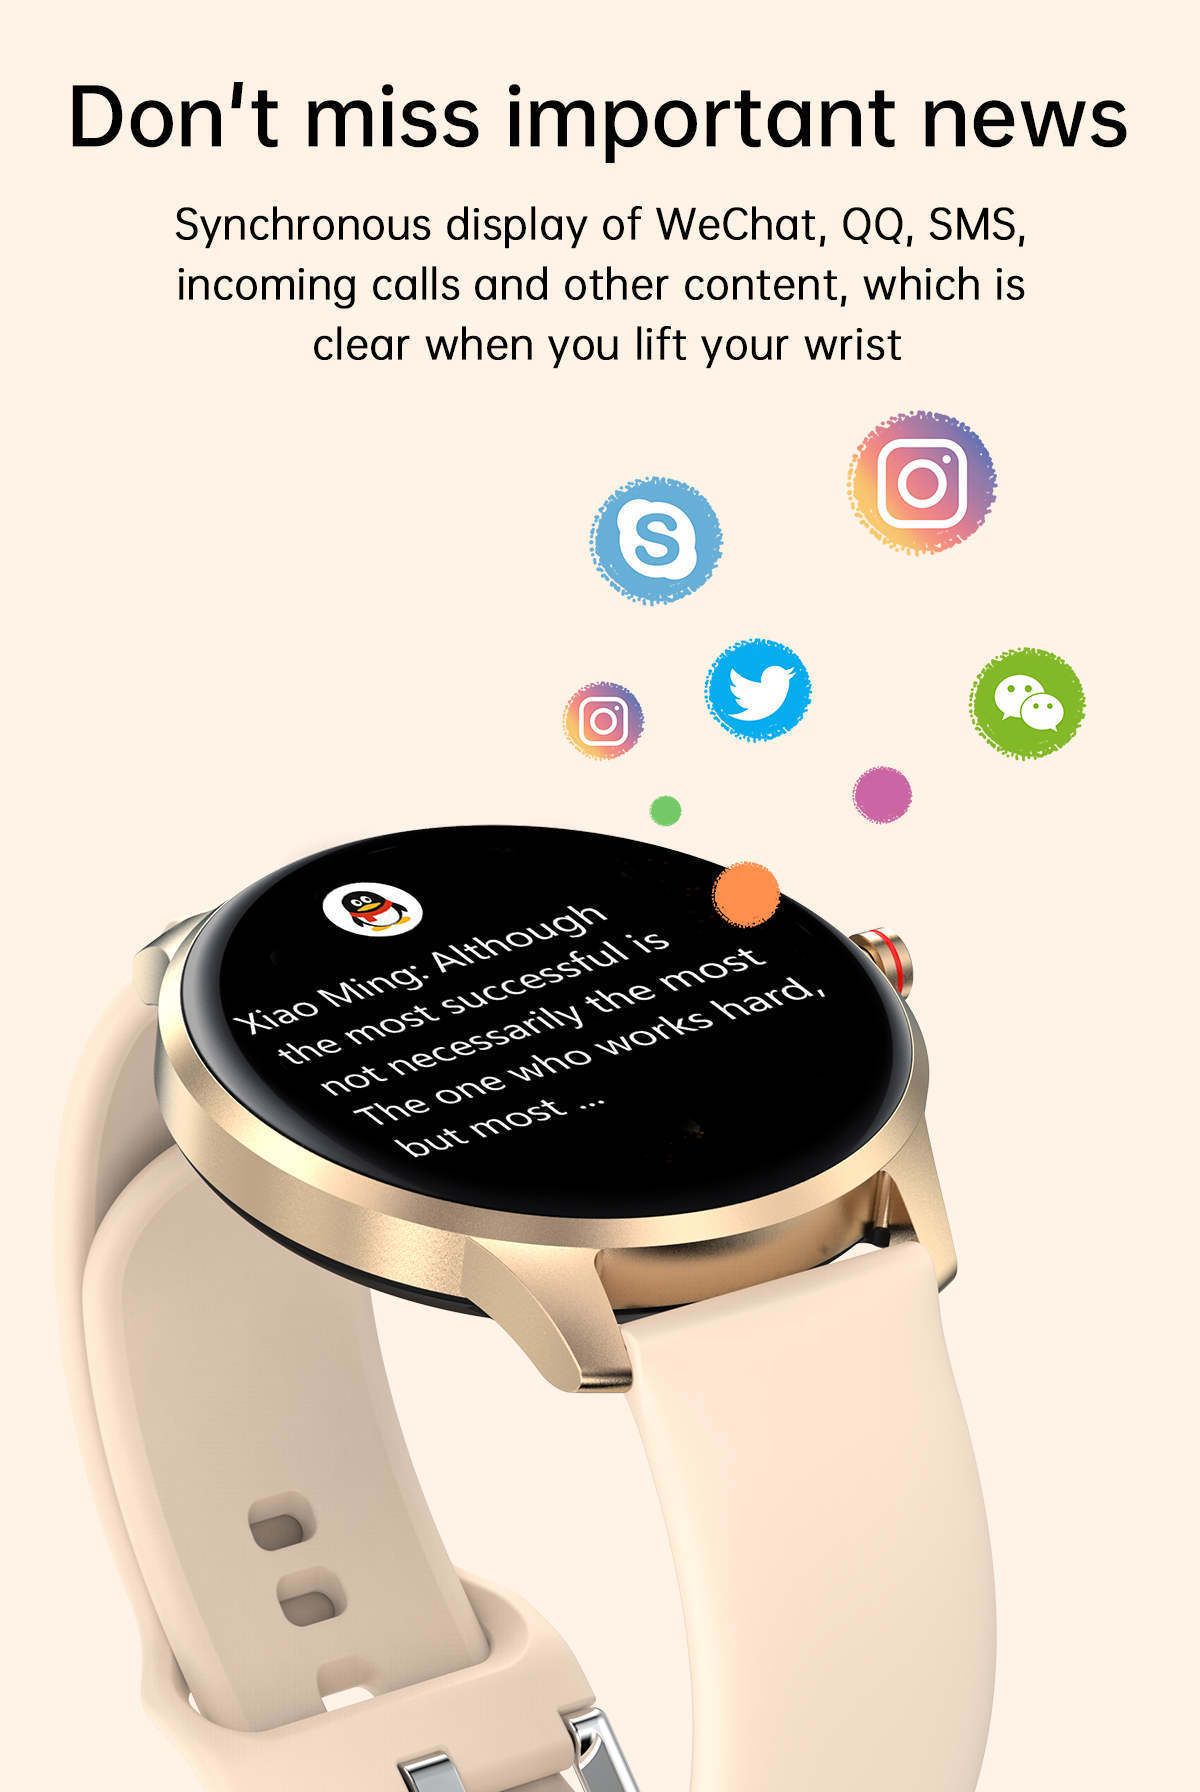 Don't miss important news
Synchronous display of WeChat, QQ, SMS,
incoming calls and other content, which is
clear when you lift your wrist
S
Xiao Ming: Although
the most successful is
not necessarily the most
The one who works hard,
but most ...